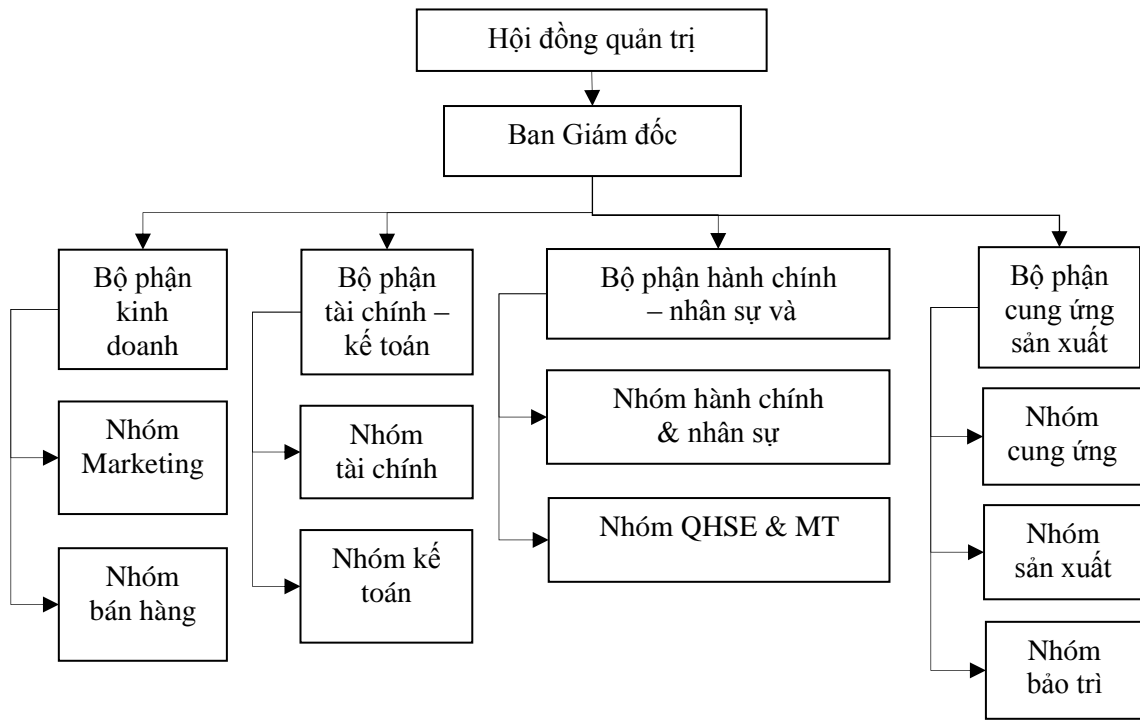 Hội đồng quản trị
Ban Giám đốc
Bộ phận
kinh
doanh
Bộ phận
tài chính –
kế toán
Bộ phận hành chính
– nhân sự và
Bộ phận
cung ứng
sản xuất
Nhóm
Marketing
Nhóm
tài chính
Nhóm hành chính
& nhân sự
Nhóm
cung ứng
Nhóm
bán hàng
Nhóm kế
toán
Nhóm QHSE & MT
Nhóm
sản xuất
Nhóm
bảo trì